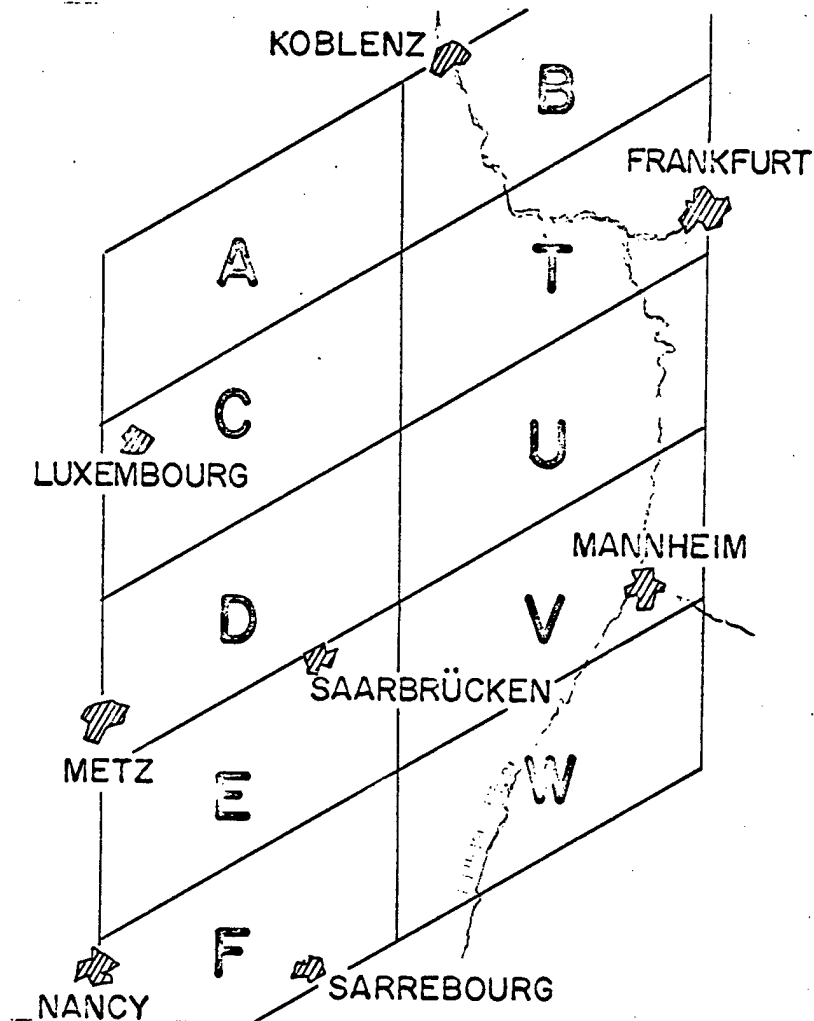 KOBLENZ
B
FRANKFURT
A
T
C
U
LUXEMBOURG
MANNHEIM
D
V
SAARBRÜCKEN
METZ
E
W
F
SARREBOURG
NANCY